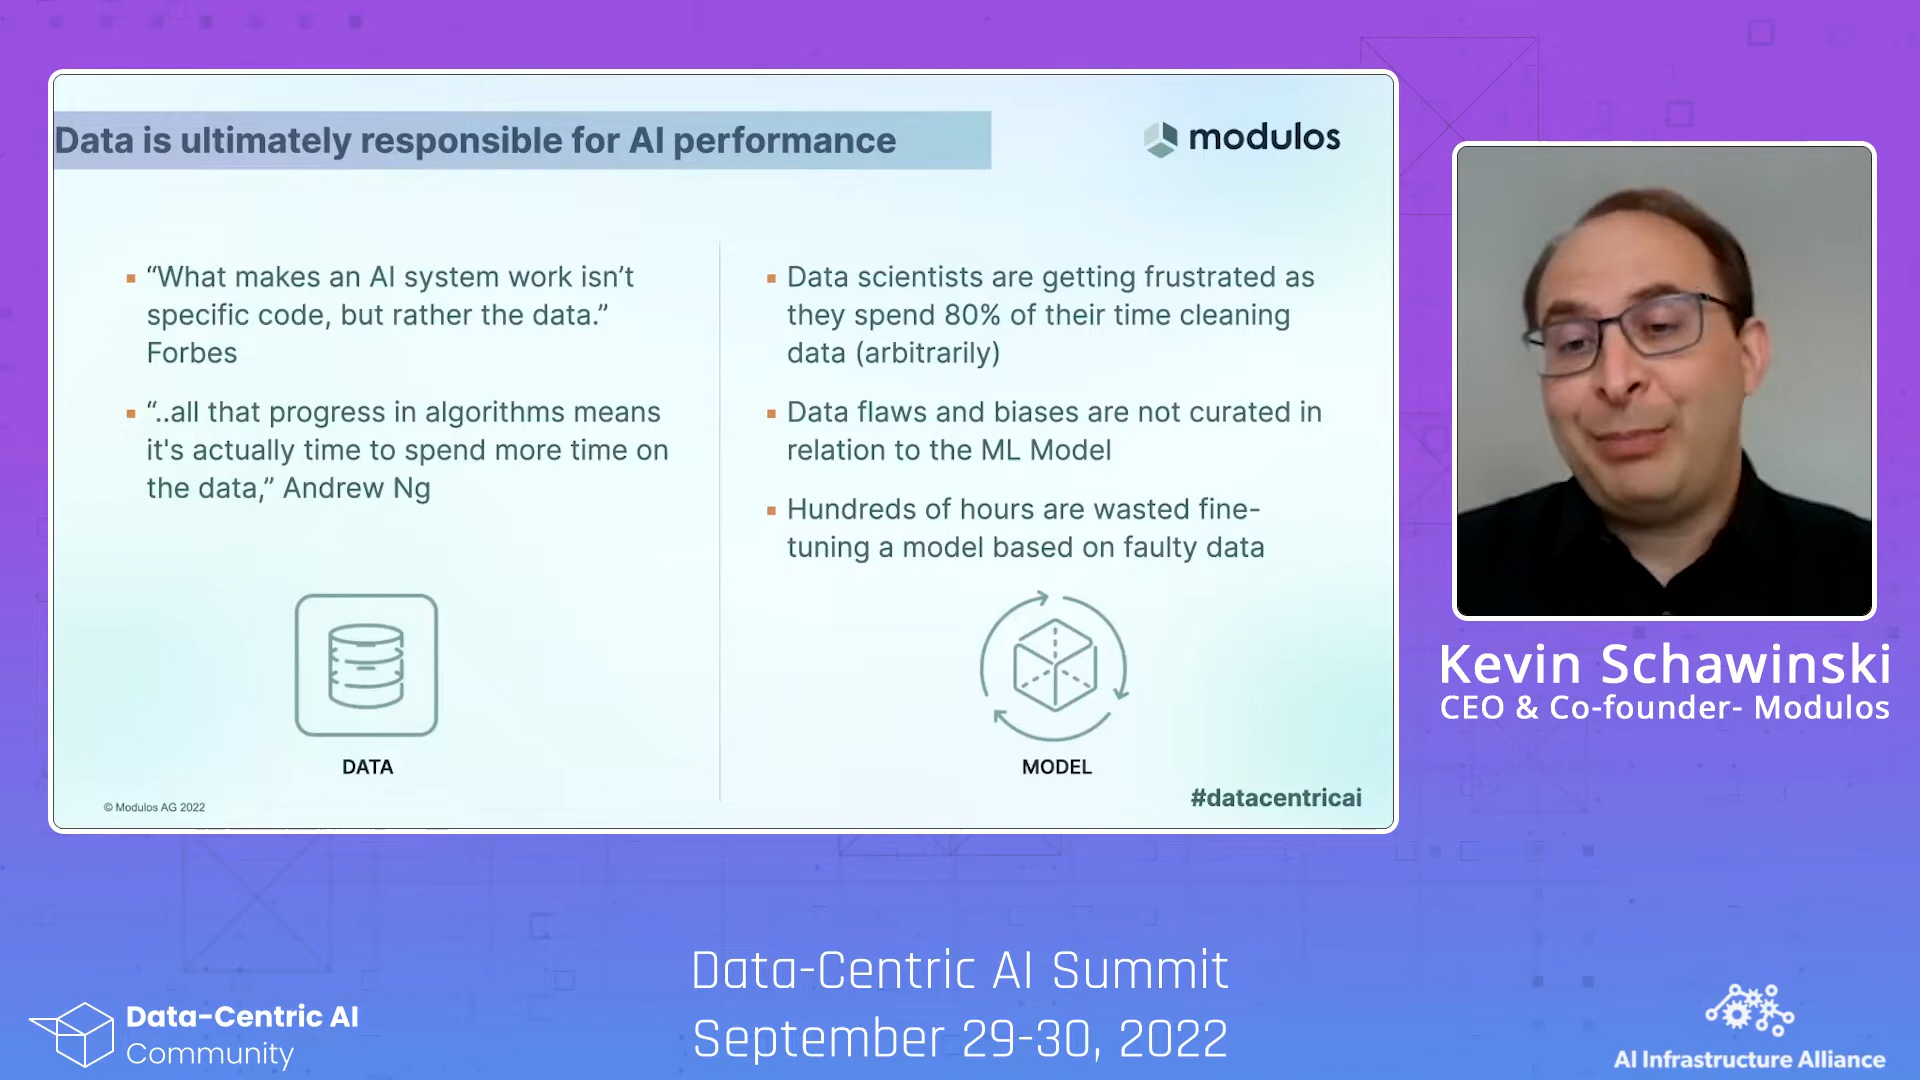 Data is ultimately responsible for AI performance
modulos
“What makes an AI system work isn’t
specific code, but rather the data.”
Forbes
“..all that progress in algorithms means
it's actually time to spend more time on
the data,” Andrew Ng
DATA
© Modulos AG 2022
Data scientists are getting frustrated as
they spend 80% of their time cleaning
data (arbitrarily)
Data flaws and biases are not curated in
relation to the ML Model
Hundreds of hours are wasted fine-
tuning a model based on faulty data
MODEL
#datacentricai
Kevin Schawinski
CEO & Co-founder- Modulos
Data-Centric AI Summit
September 29-30, 2022
Data-Centric AI
Community
AI Infrastructure Alliance